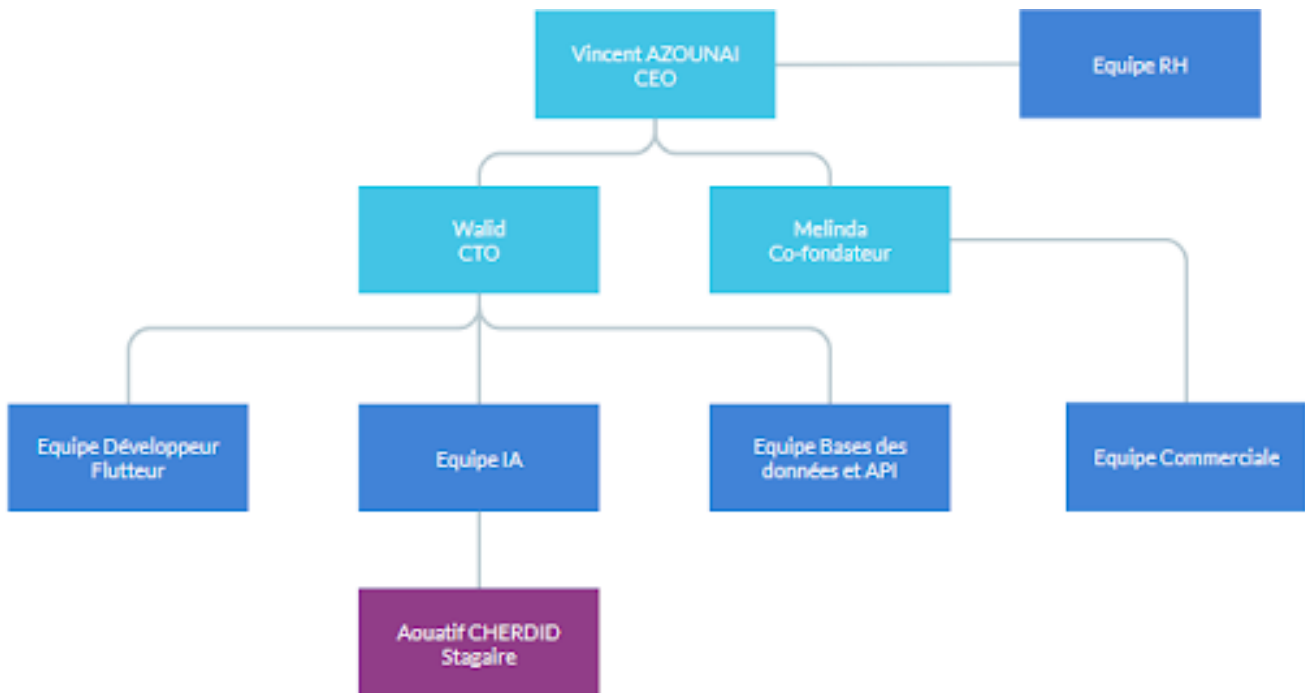 Vincent AZOUNAI
CEO
Equipe RH
Walid
CTO
Melinda
Co-fondateur
Equipe Développeur
Flutteur
Equipe IA
Equipe Bases des
données et API
Equipe Commerciale
Aouatif CHERDID
Stagaire